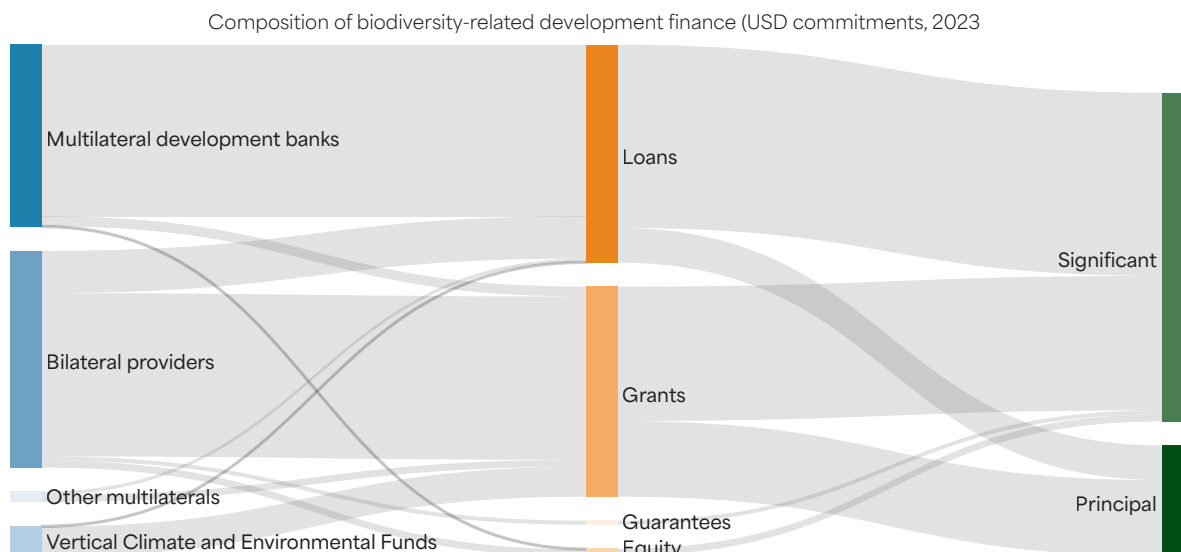 Composition of biodiversity-related development finance (USD commitments, 2023
Multilateral development banks
Loans
Significant
Bilateral providers
Grants
Other multilaterals
Principal
Guarantees
Vertical Climate and Environmental Funds
Equity